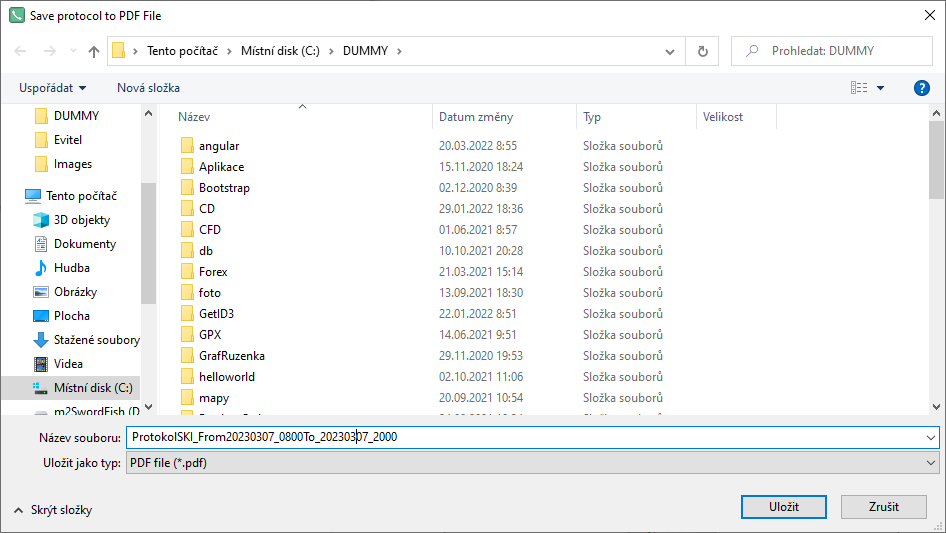 Save protocol to PDF File
Tento počítač › Místní disk (C:) › DUMMY ›
Prohledat: DUMMY
Uspořádat
Nová složka
DUMMY
Evitel
Images
Tento počítač
3D objekty
Dokumenty
Hudba
Obrázky
Plocha
Stažené soubory
Videa
Místní disk (C:)
m2SwordFish (D
Název Datum změny Typ Velikost
angular 20.03.2022 8:55 Složka souborů
Aplikace 15.11.2020 18:24 Složka souborů
Bootstrap 02.12.2020 8:39 Složka souborů
CD 29.01.2022 18:36 Složka souborů
CFD 01.06.2021 8:57 Složka souborů
db 10.10.2021 20:28 Složka souborů
Forex 21.03.2021 15:14 Složka souborů
foto 13.09.2021 18:30 Složka souborů
GetID3 22.01.2022 8:51 Složka souborů
GPX 14.06.2021 9:51 Složka souborů
GrafRuzenka 29.11.2020 19:53 Složka souborů
helloworld 02.10.2021 11:06 Složka souborů
mapy 20.09.2021 10:54 Složka souborů
Název souboru: ProtokolSKI_From20230307_0800To_20230307_2000
Uložit jako typ: PDF file (*.pdf)
Skrýt složky
Uložit
Zrušit